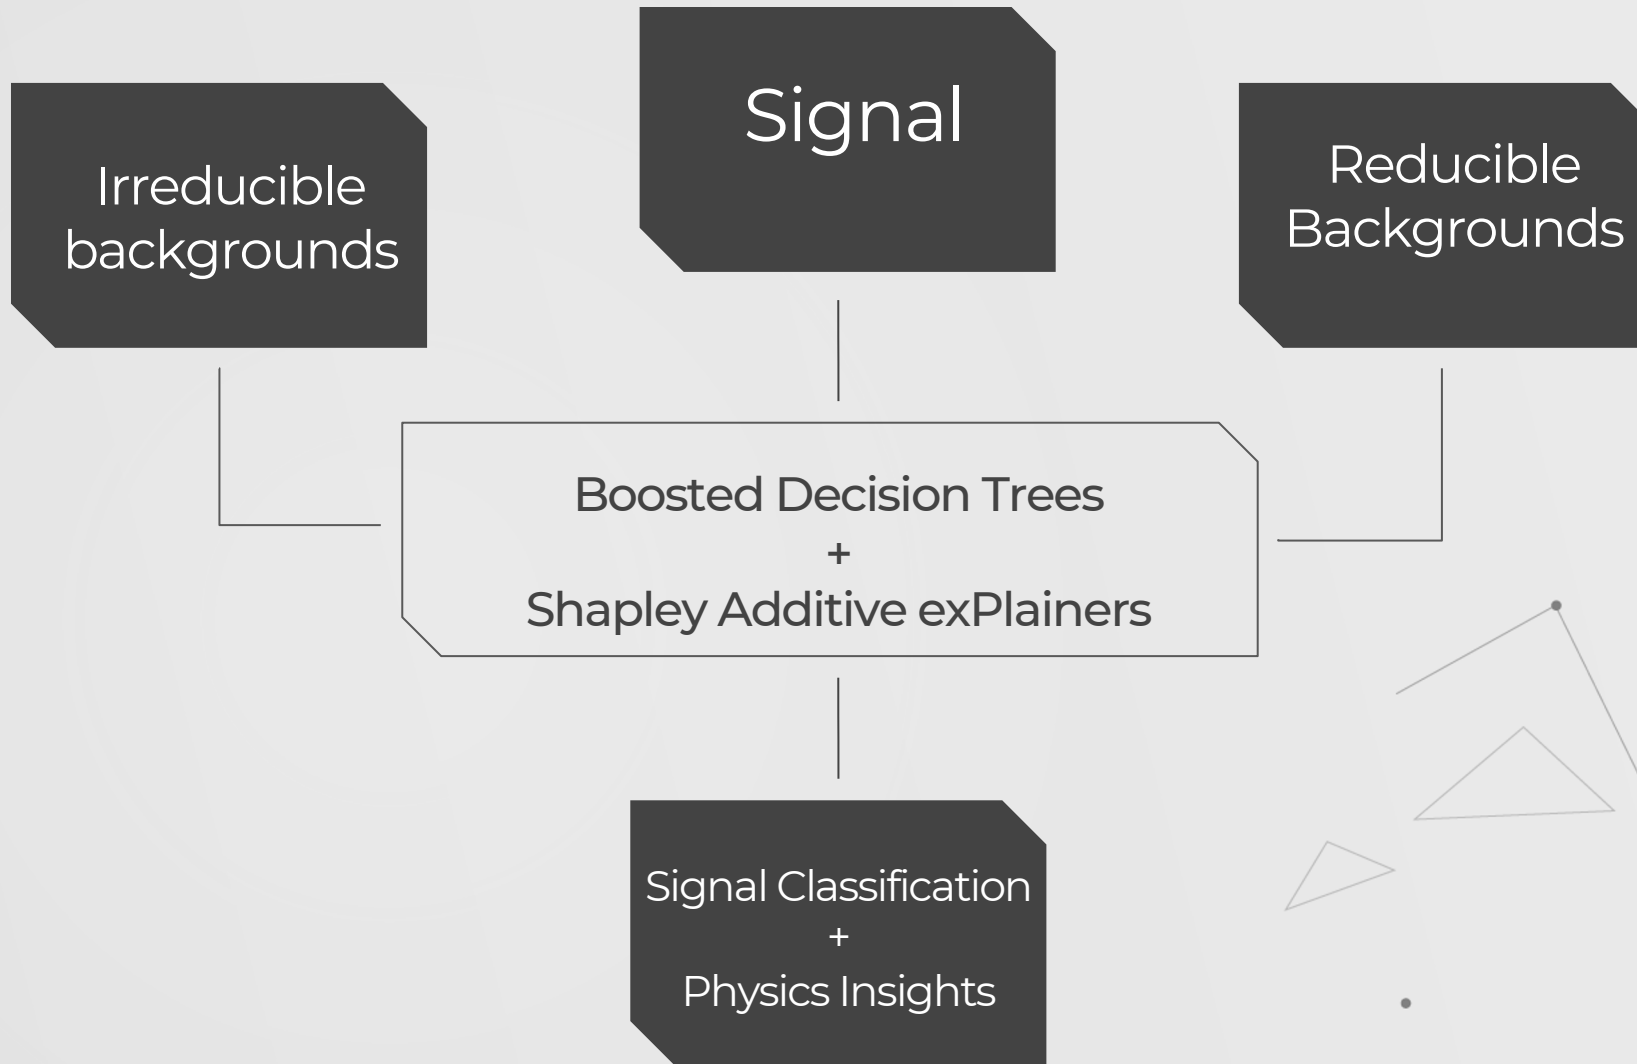 Signal
Irreducible
backgrounds
Reducible
Backgrounds
Boosted Decision Trees
+
Shapley Additive exPlainers
Signal Classification
+
Physics Insights